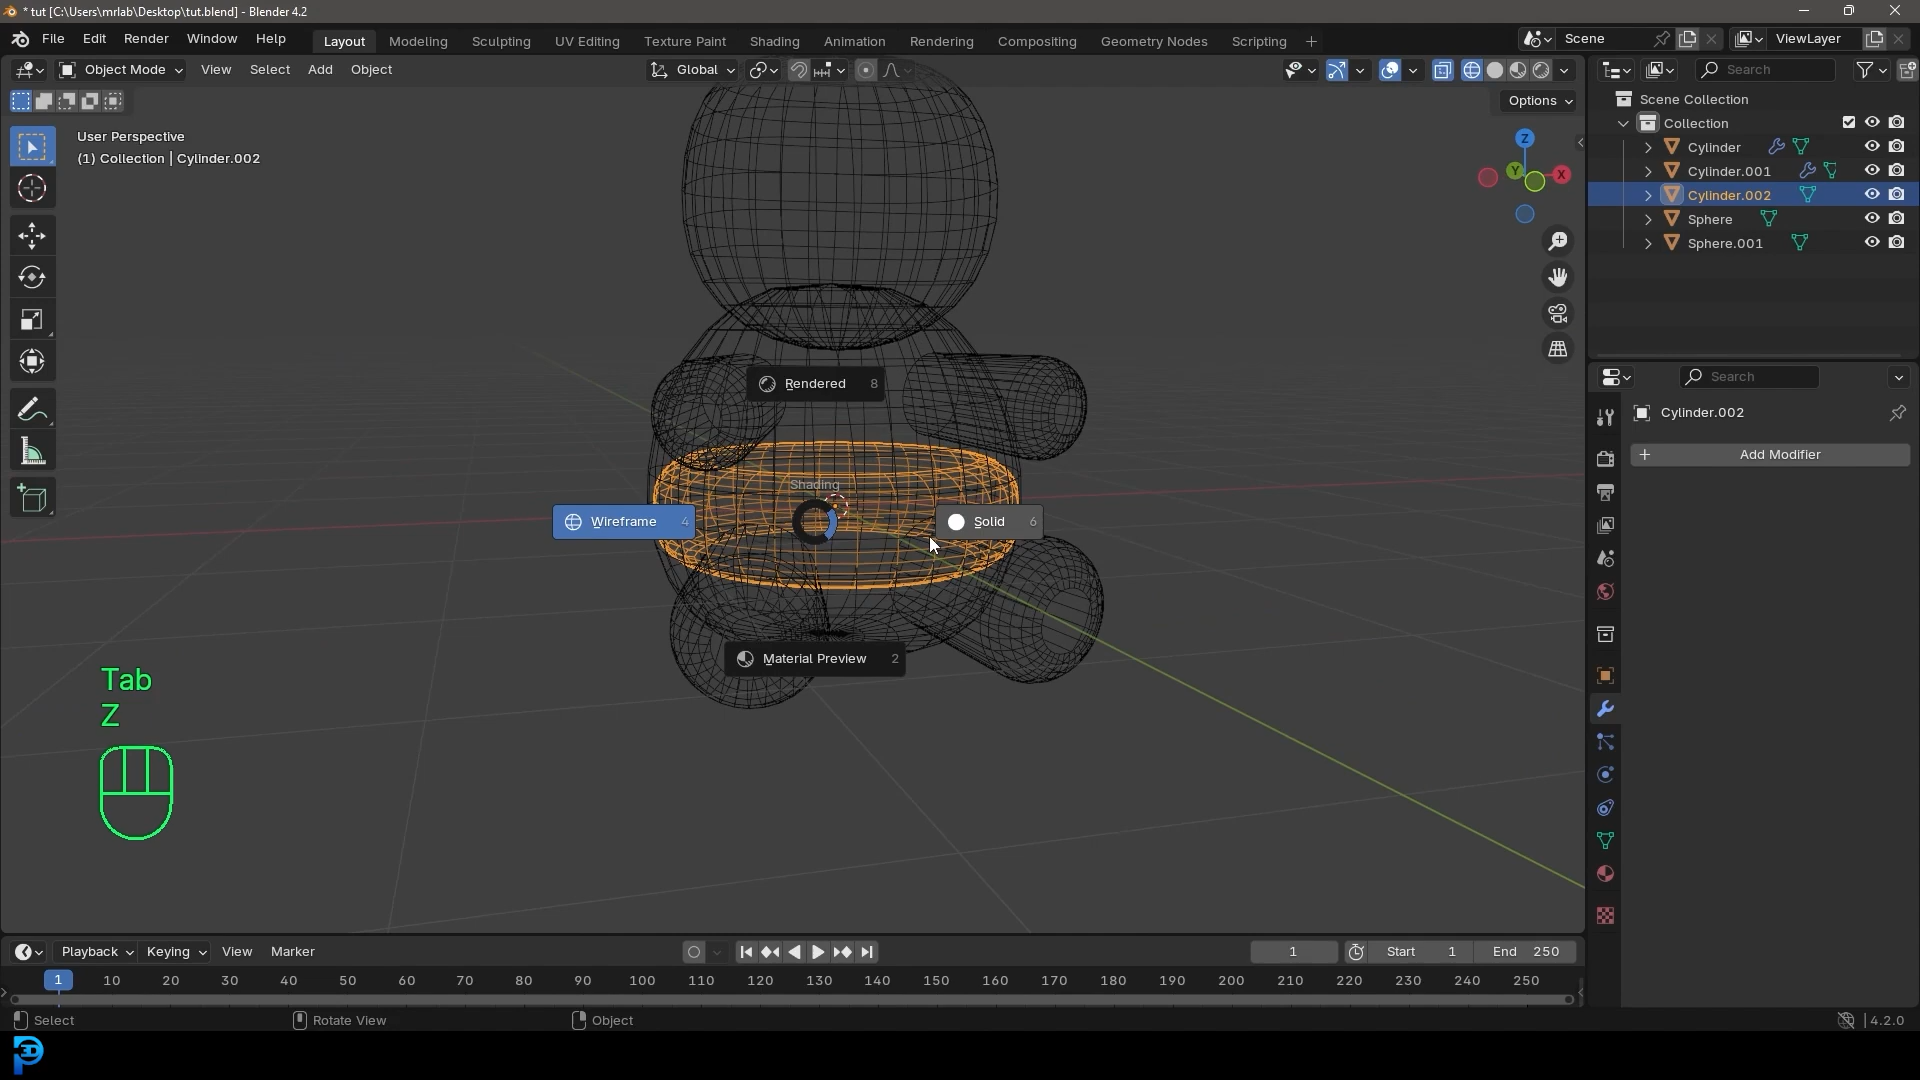 * tut [C:\Users\mrlab\Desktop\tut.blend] - Blender 4.2
File Edit Render Window Help
Layout Modeling Sculpting UV Editing Texture Paint Shading Animation Rendering Compositing Geometry Nodes Scripting +
Scene
ViewLayer
Object Mode View Select Add Object
Global
Search
Options
User Perspective
(1) Collection | Cylinder.002
Z
Y
X
Scene Collection
Collection
Cylinder
Cylinder.001
Cylinder.002
Sphere
Sphere.001
Search
Cylinder.002
+ Add Modifier
Rendered 8
Shading
Wireframe 4
Solid 6
Material Preview 2
Tab
Z
Playback Keying View Marker
1
Start 1
End 250
1 10 20 30 40 50 60 70 80 90 100 110 120 130 140 150 160 170 180 190 200 210 220 230 240 250
Select
Rotate View
Object
4.2.0
3D